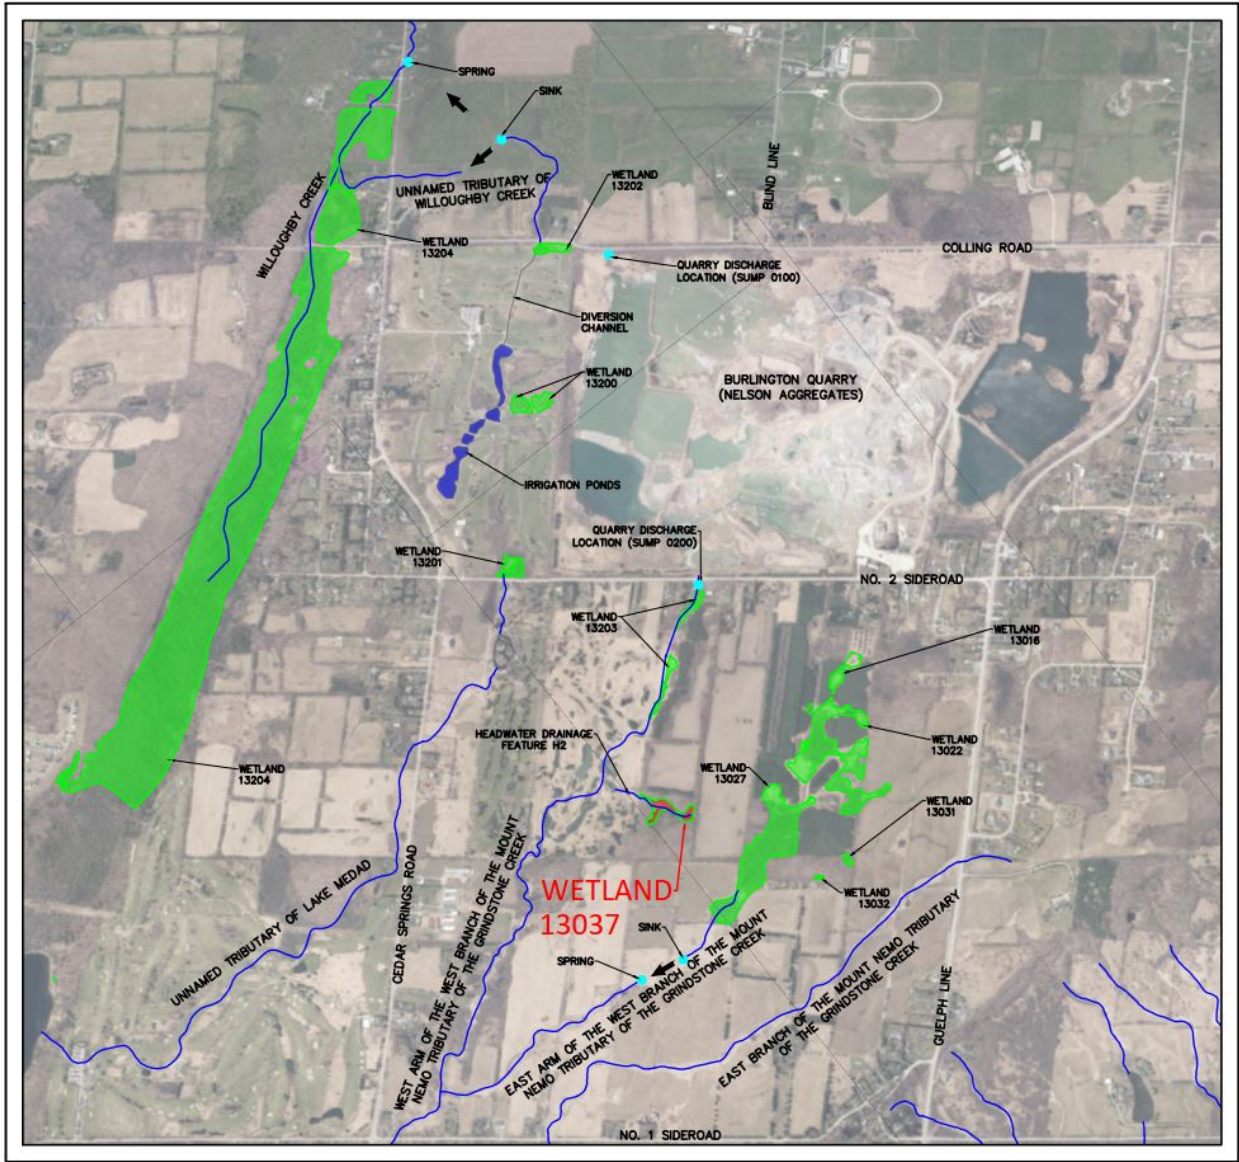 SPRING
SINK
BLIND LINE
UNNAMED TRIBUTARY OF
WILLOUGHBY CREEK
WETLAND
13202
WILLOUGHBY CREEK
WETLAND
13204
COLLING ROAD
QUARRY DISCHARGE
LOCATION (SUMP 0100)
DIVERSION
CHANNEL
WETLAND
13200
BURLINGTON QUARRY
(NELSON AGGREGATES)
IRRIGATION PONDS
QUARRY DISCHARGE
LOCATION (SUMP 0200)
WETLAND
13201
NO. 2 SIDEROAD
WETLAND
13203
WETLAND
13016
HEADWATER DRAINAGE
FEATURE H2
WETLAND
13022
WETLAND
13204
WETLAND
13027
WETLAND
13031
WETLAND
13032
WETLAND
13037
SINK
SPRING
UNNAMED TRIBUTARY OF LAKE MEDAD
CEDAR SPRINGS ROAD
WEST ARM OF THE WEST BRANCH OF THE MOUNT
NEMO TRIBUTARY OF THE GRINDSTONE CREEK
EAST ARM OF THE WEST BRANCH OF THE MOUNT
NEMO TRIBUTARY OF THE GRINDSTONE CREEK
EAST BRANCH OF THE MOUNT NEMO TRIBUTARY
OF THE GRINDSTONE CREEK
GUELPH LINE
NO. 1 SIDEROAD